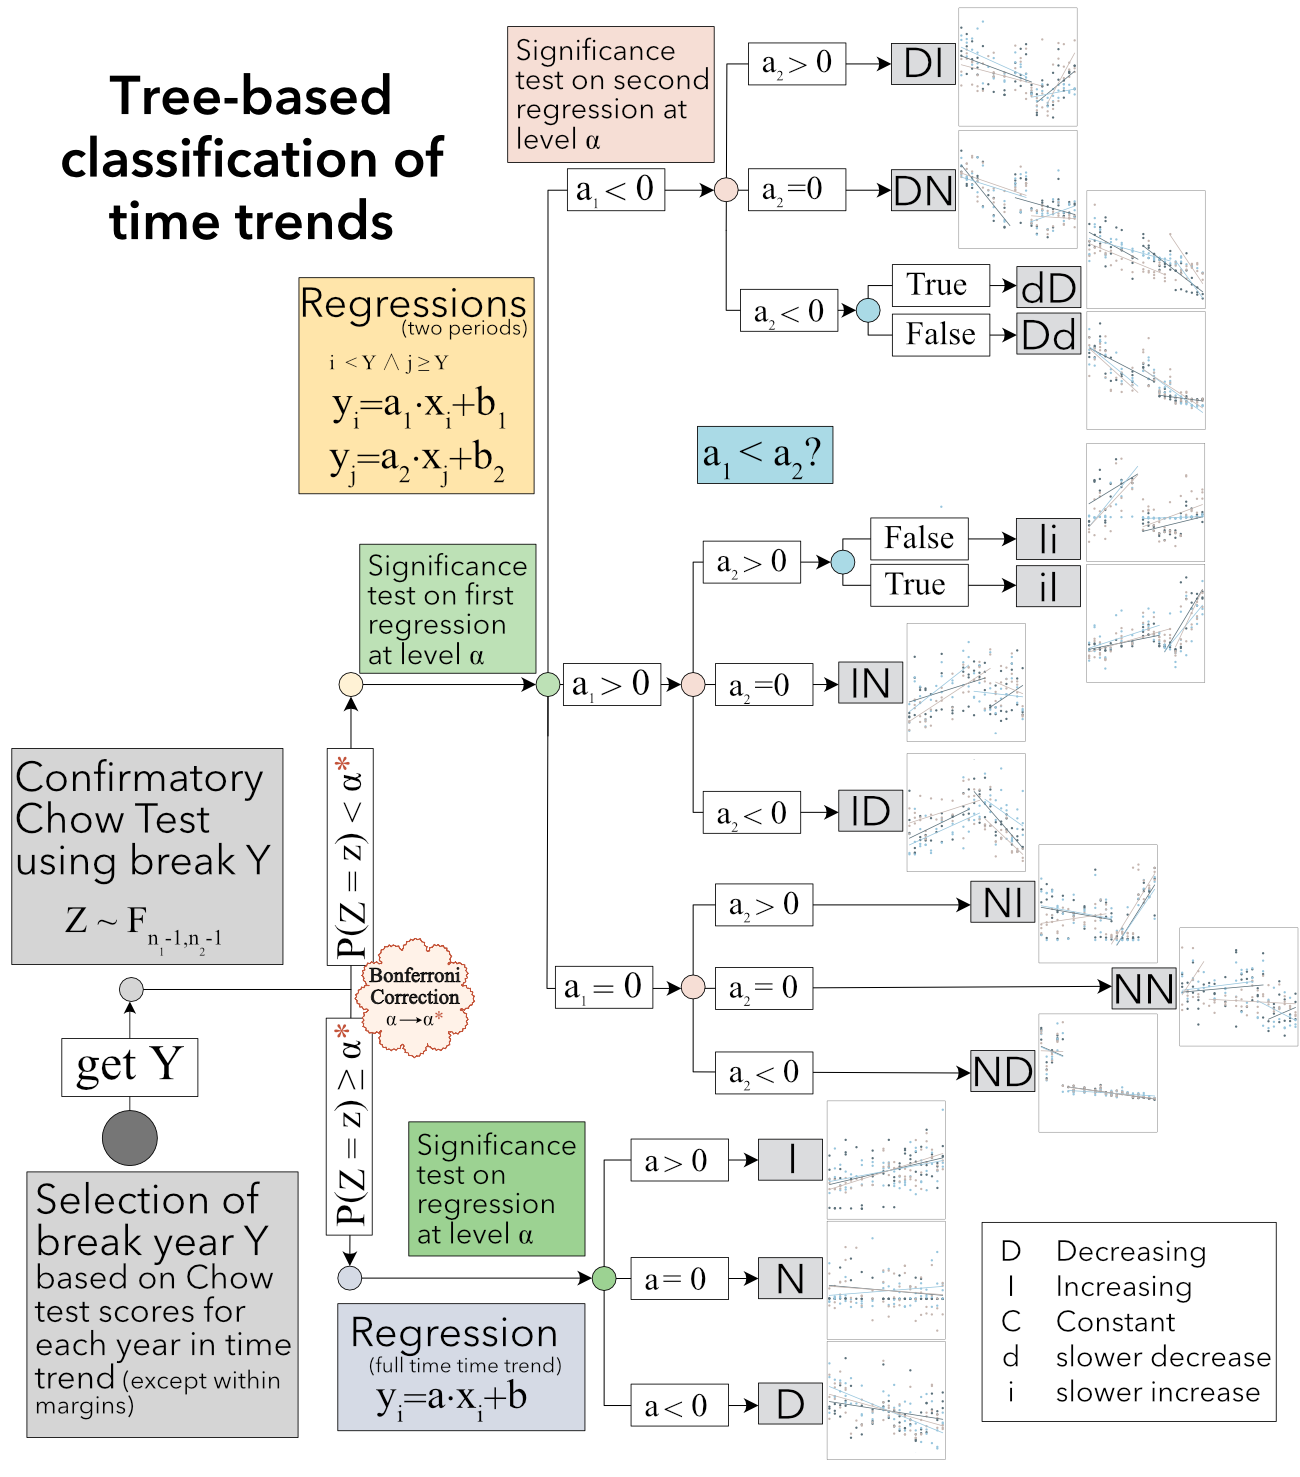 Tree-based
classification of
time trends
Significance
test on second
regression at
level α
a₂ > 0
DI
a₁ < 0
a₂ =0
DN
a₂ < 0
True
dD
False
Dd
Regressions
(two periods)
i < Y ∧ j ≥ Y
yᵢ=a₁·xᵢ+b₁
yⱼ=a₂·xⱼ+b₂
a₁ < a₂?
Significance
test on first
regression
at level α
a₂ > 0
False
Ii
True
iI
a₁ > 0
a₂ =0
IN
a₂ < 0
ID
Confirmatory
Chow Test
using break Y
Z ~ F n₁-1,n₂-1
P(Z = z) < α*
Bonferroni
Correction
α→α*
P(Z = z) ≥ α*
a₂ > 0
NI
a₁ = 0
a₂ = 0
NN
a₂ < 0
ND
get Y
Selection of
break year Y
based on Chow
test scores for
each year in time
trend (except within
margins)
Significance
test on
regression
at level α
a > 0
I
a = 0
N
a < 0
D
Regression
(full time time trend)
yᵢ=a·xᵢ+b
D Decreasing
I Increasing
C Constant
d slower decrease
i slower increase